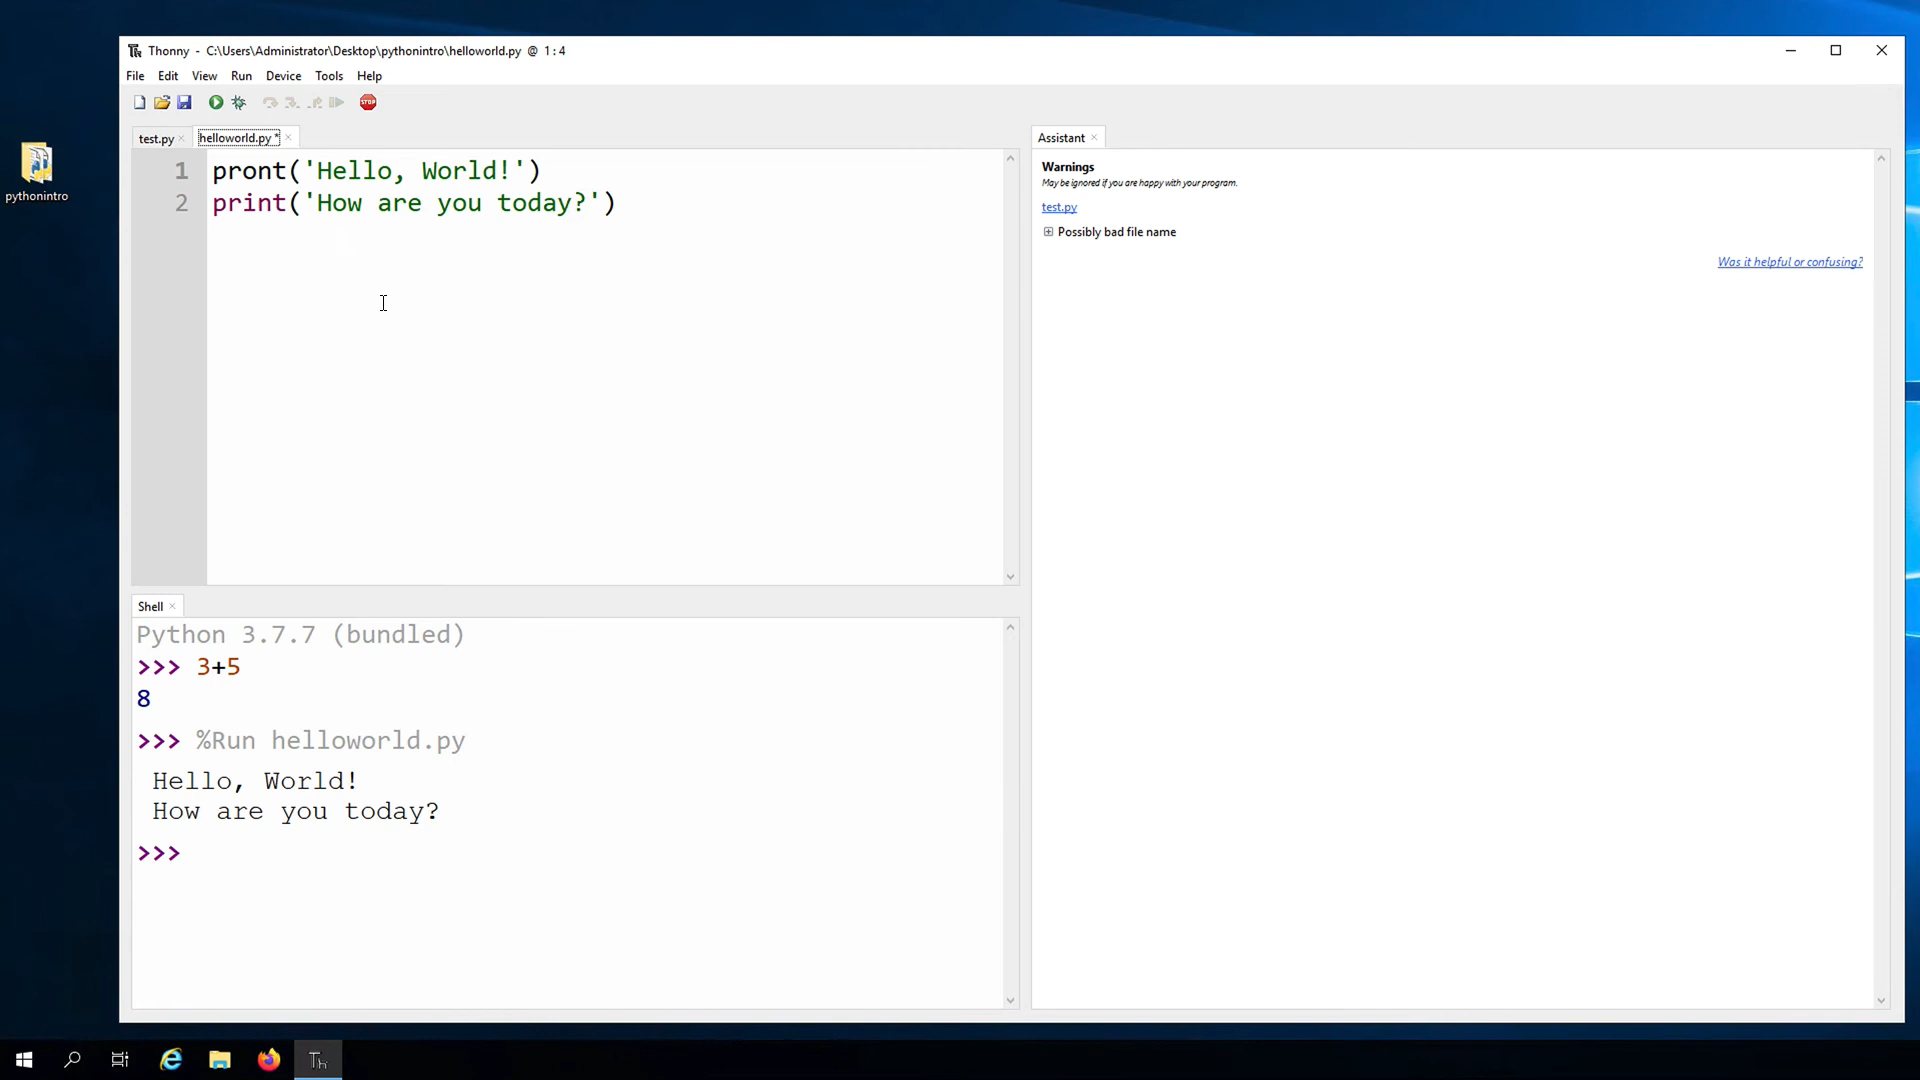 Thonny - C:\Users\Administrator\Desktop\pythonintro\helloworld.py @ 1:4
File Edit View Run Device Tools Help
STOP
test.py helloworld.py *
1 pront('Hello, World!')
2 print('How are you today?')
Assistant
Warnings
May be ignored if you are happy with your program.
test.py
Possibly bad file name
Was it helpful or confusing?
pythonintro
Shell
Python 3.7.7 (bundled)
>>> 3+5
8
>>> %Run helloworld.py
Hello, World!
How are you today?
>>>